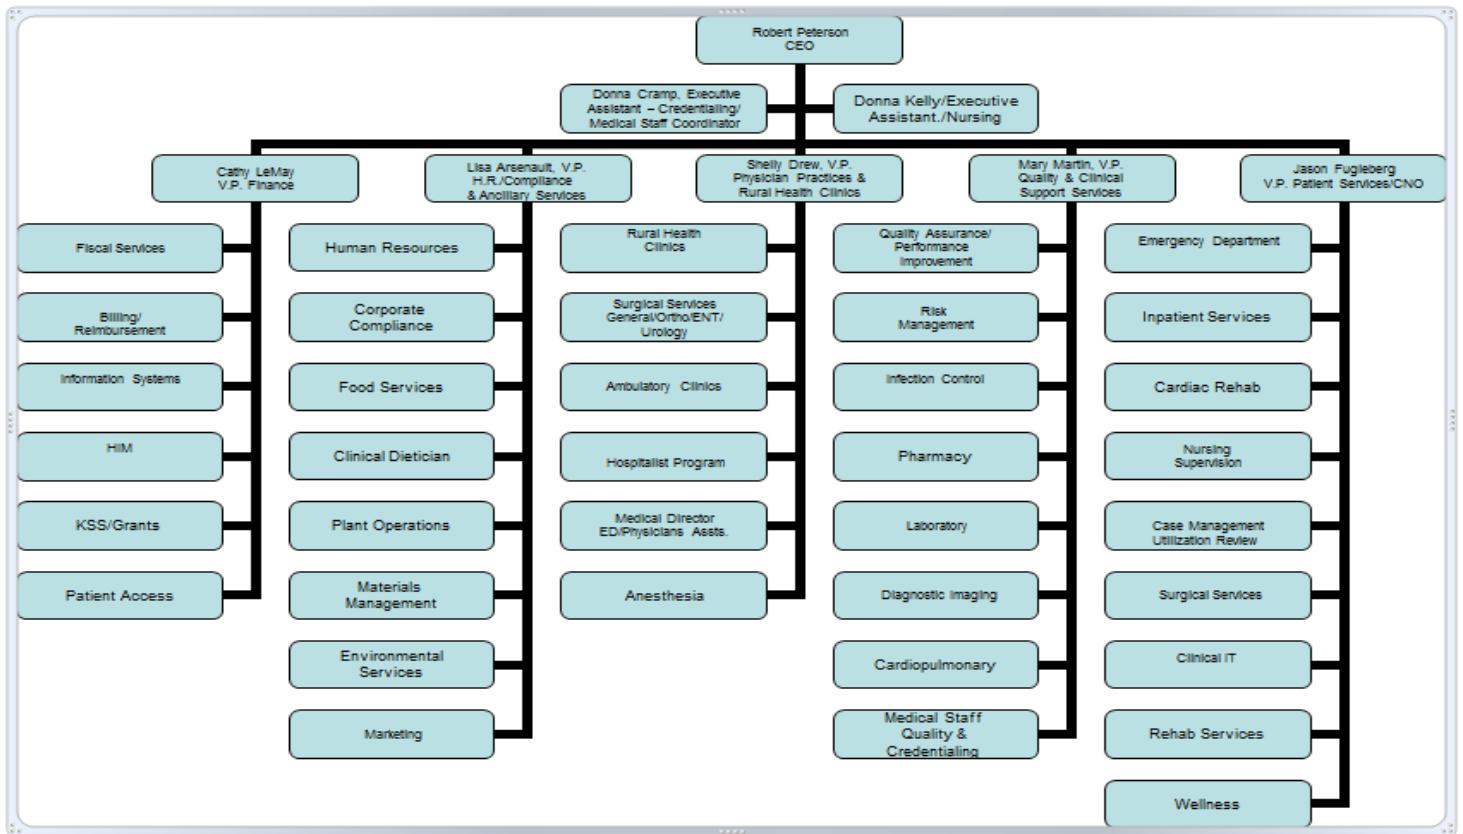 Robert Peterson
CEO
Donna Cramp, Executive
Assistant – Credentialing/
Medical Staff Coordinator
Donna Kelly/Executive
Assistant./Nursing
Cathy LeMay
V.P. Finance
Lisa Arsenault, V.P.
H.R./Compliance
& Ancillary Services
Shelly Drew, V.P.
Physician Practices &
Rural Health Clinics
Mary Martin, V.P.
Quality & Clinical
Support Services
Jason Fugleberg
V.P. Patient Services/CNO
Fiscal Services
Billing/
Reimbursement
Information Systems
HIM
KSS/Grants
Patient Access
Human Resources
Corporate
Compliance
Food Services
Clinical Dietician
Plant Operations
Materials
Management
Environmental
Services
Marketing
Rural Health
Clinics
Surgical Services
General/Ortho/ENT/
Urology
Ambulatory Clinics
Hospitalist Program
Medical Director
ED/Physicians Assts.
Anesthesia
Quality Assurance/
Performance
Improvement
Risk
Management
Infection Control
Pharmacy
Laboratory
Diagnostic Imaging
Cardiopulmonary
Medical Staff
Quality &
Credentialing
Emergency Department
Inpatient Services
Cardiac Rehab
Nursing
Supervision
Case Management
Utilization Review
Surgical Services
Clinical IT
Rehab Services
Wellness